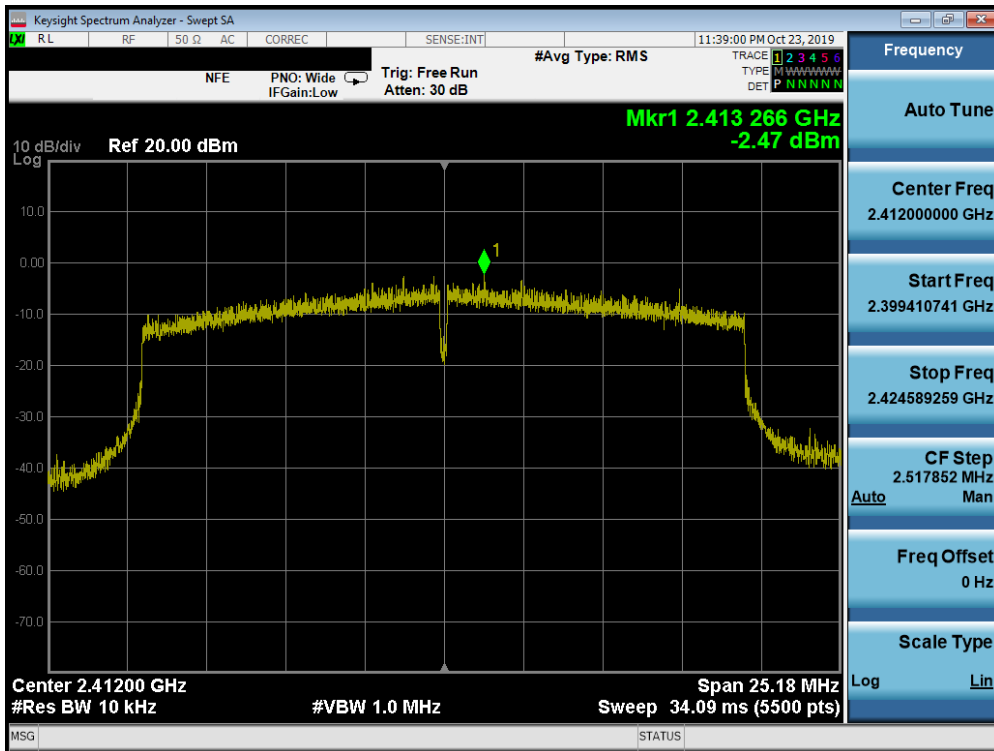 Keysight Spectrum Analyzer - Swept SA
LXI RL RF 50 Ω AC CORREC SENSE:INT 11:39:00 PM Oct 23, 2019
NFE PNO: Wide Trig: Free Run #Avg Type: RMS TRACE 1 2 3 4 5 6
IFGain:Low Atten: 30 dB TYPE M WWWWW
DET P N N N N N
Mkr1 2.413 266 GHz
-2.47 dBm
10 dB/div Ref 20.00 dBm
Log
1
10.0
0.00
-10.0
-20.0
-30.0
-40.0
-50.0
-60.0
-70.0
Center 2.41200 GHz Span 25.18 MHz
#Res BW 10 kHz #VBW 1.0 MHz Sweep 34.09 ms (5500 pts)
MSG STATUS
Frequency
Auto Tune
Center Freq
2.412000000 GHz
Start Freq
2.399410741 GHz
Stop Freq
2.424589259 GHz
CF Step
2.517852 MHz
Auto Man
Freq Offset
0 Hz
Scale Type
Log Lin